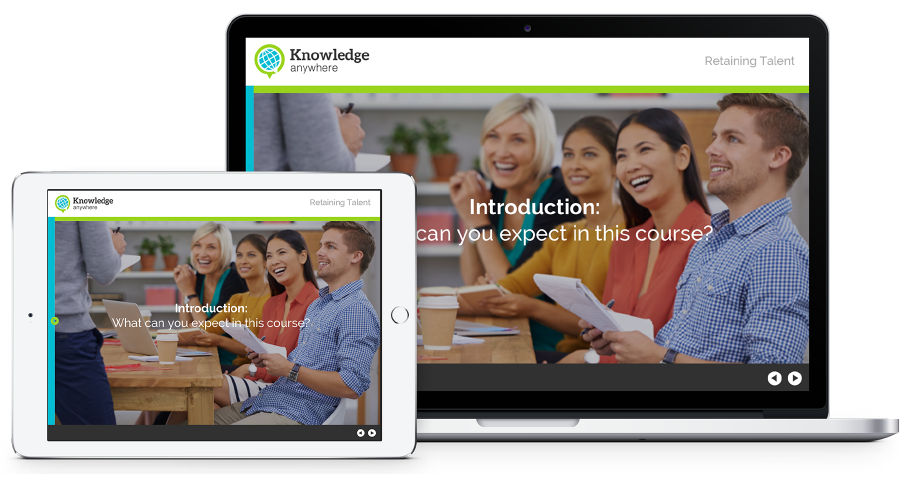 Knowledge
anywhere
Retaining Talent
Introduction:
can you expect in this course?
Knowledge
anywhere
Retaining Talent
Introduction:
What can you expect in this course?